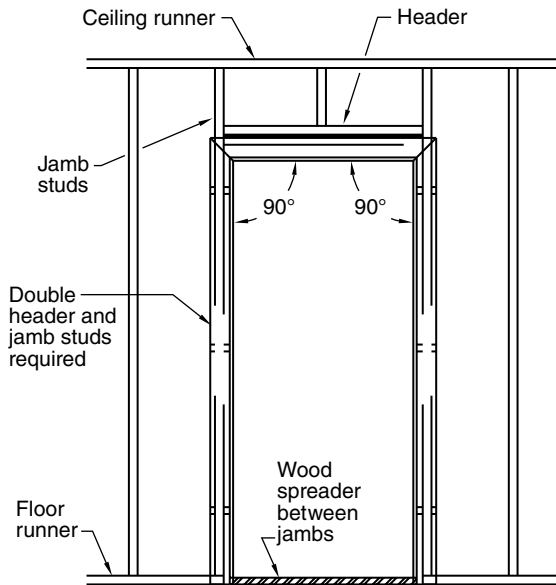 Ceiling runner
Header
Jamb
studs
90°
90°
Double
header and
jamb studs
required
Wood
spreader
between
jambs
Floor
runner